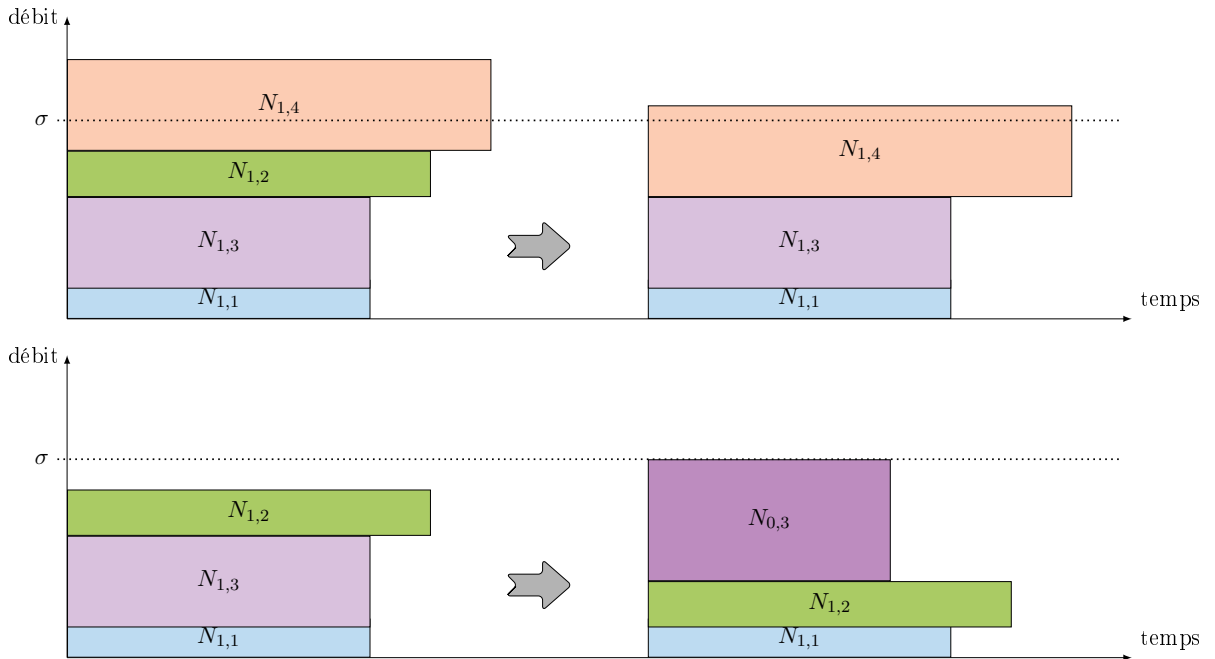 débit
N1,4
σ
N1,4
N1,2
N1,3
N1,3
N1,1
N1,1
temps
débit
σ
N1,2
N0,3
N1,3
N1,2
N1,1
N1,1
temps